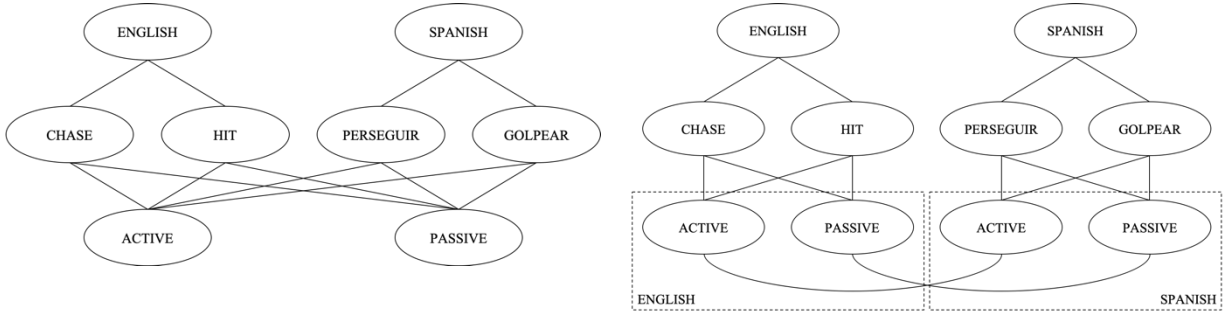 ENGLISH SPANISH
CHASE HIT PERSEGUIR GOLPEAR
ACTIVE PASSIVE
ENGLISH SPANISH
CHASE HIT PERSEGUIR GOLPEAR
ACTIVE PASSIVE ACTIVE PASSIVE
ENGLISH SPANISH